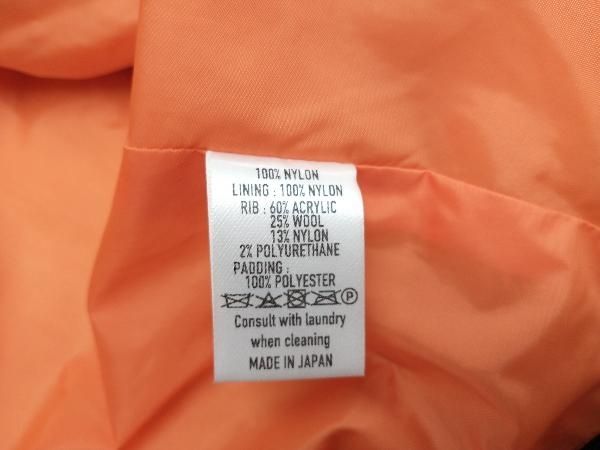 100% NYLON
LINING : 100% NYLON
RIB : 60% ACRYLIC
25% WOOL
13% NYLON
2% POLYURETHANE
PADDING :
100% POLYESTER
P
Consult with laundry
when cleaning
MADE IN JAPAN